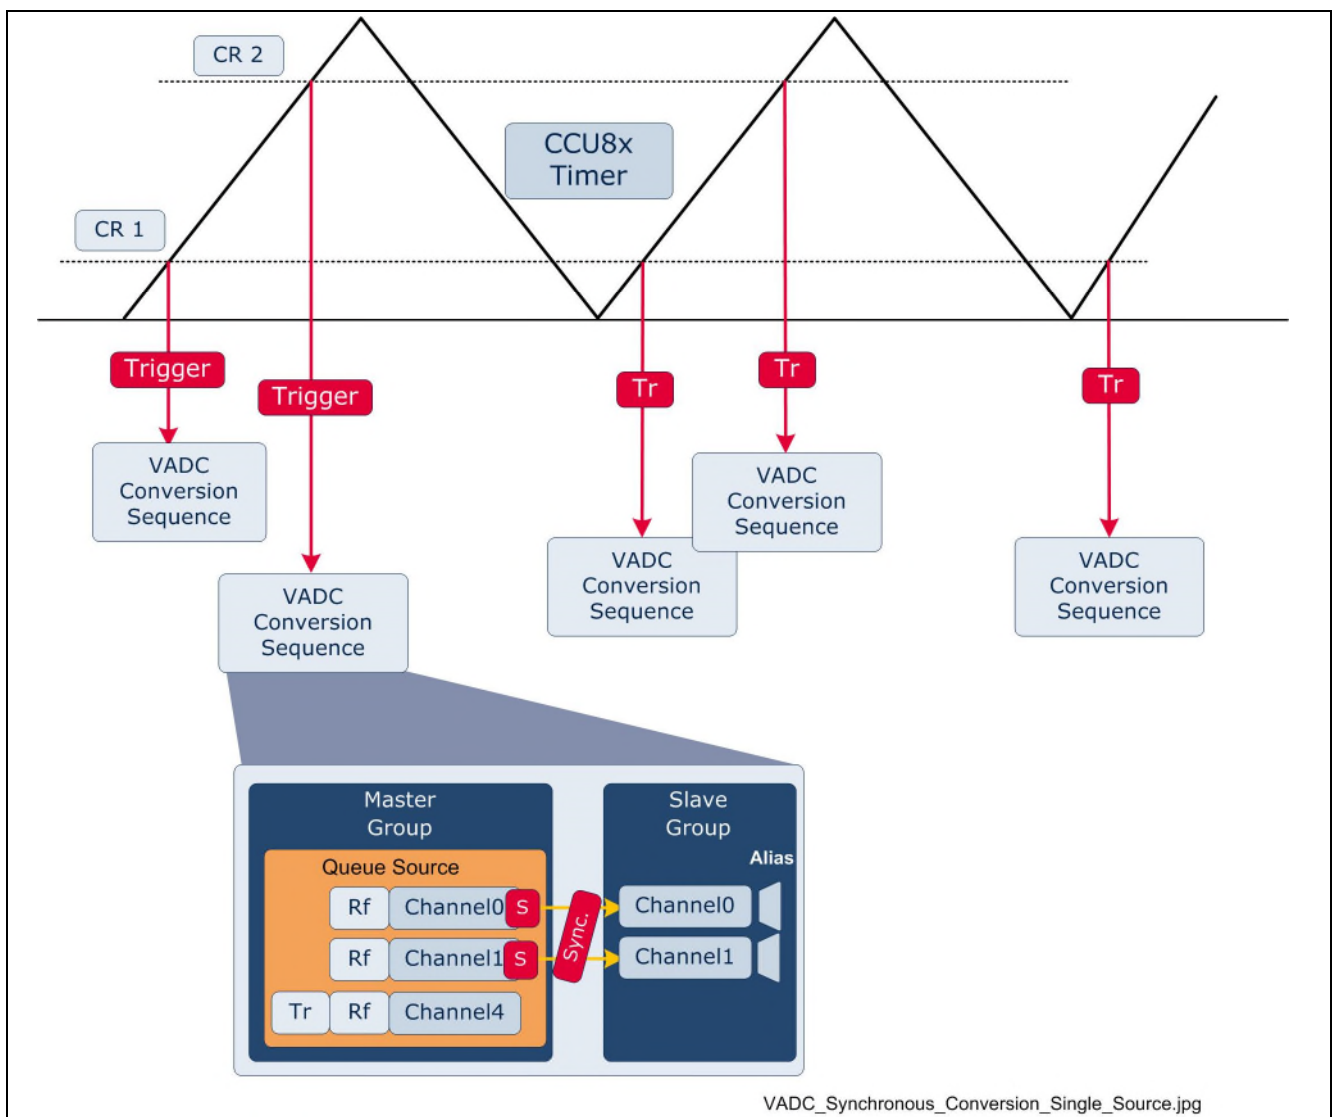 CR 2
CCU8x
Timer
CR 1
Trigger
Trigger
Tr
Tr
Tr
VADC
Conversion
Sequence
VADC
Conversion
Sequence
VADC
Conversion
Sequence
VADC
Conversion
Sequence
VADC
Conversion
Sequence
Master
Group
Slave
Group
Alias
Queue Source
Rf Channel0 S
Sync.
Channel0
Rf Channel1 S
Channel1
Tr Rf Channel4
VADC_Synchronous_Conversion_Single_Source.jpg